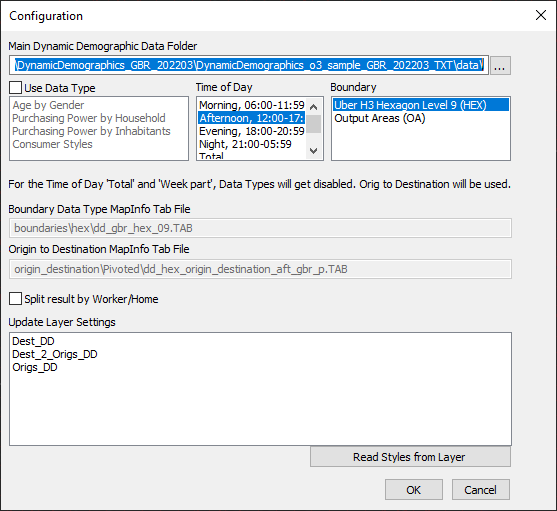 Configuration
Main Dynamic Demographic Data Folder
\DynamicDemographics_GBR_202203\DynamicDemographics_o3_sample_GBR_202203_TXT\data\
...
Use Data Type
Age by Gender
Purchasing Power by Household
Purchasing Power by Inhabitants
Consumer Styles
Time of Day
Morning, 06:00-11:59
Afternoon, 12:00-17:
Evening, 18:00-20:59
Night, 21:00-05:59
Total
Boundary
Uber H3 Hexagon Level 9 (HEX)
Output Areas (OA)
For the Time of Day 'Total' and 'Week part', Data Types will get disabled. Orig to Destination will be used.
Boundary Data Type MapInfo Tab File
boundaries\hex\dd_gbr_hex_09.TAB
Origin to Destination MapInfo Tab File
origin_destination\Pivoted\dd_hex_origin_destination_aft_gbr_p.TAB
Split result by Worker/Home
Update Layer Settings
Dest_DD
Dest_2_Origs_DD
Origs_DD
Read Styles from Layer
OK
Cancel